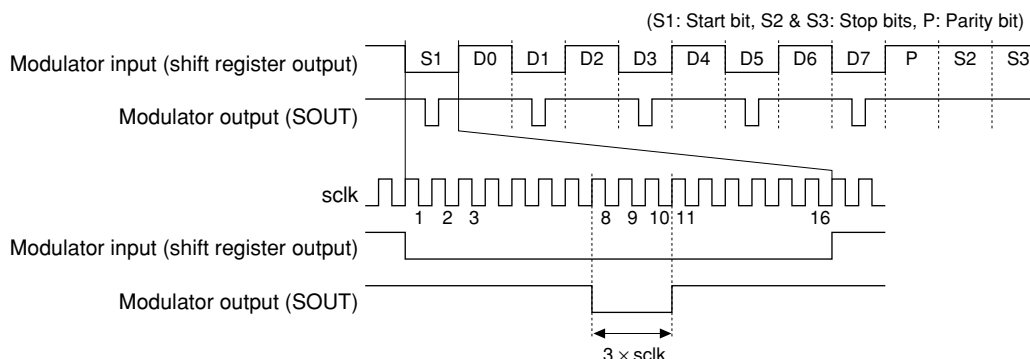 (S1: Start bit, S2 & S3: Stop bits, P: Parity bit)
Modulator input (shift register output) S1 D0 D1 D2 D3 D4 D5 D6 D7 P S2 S3
Modulator output (SOUT)
sclk
1 2 3 8 9 10 11 16
Modulator input (shift register output)
Modulator output (SOUT)
3 × sclk